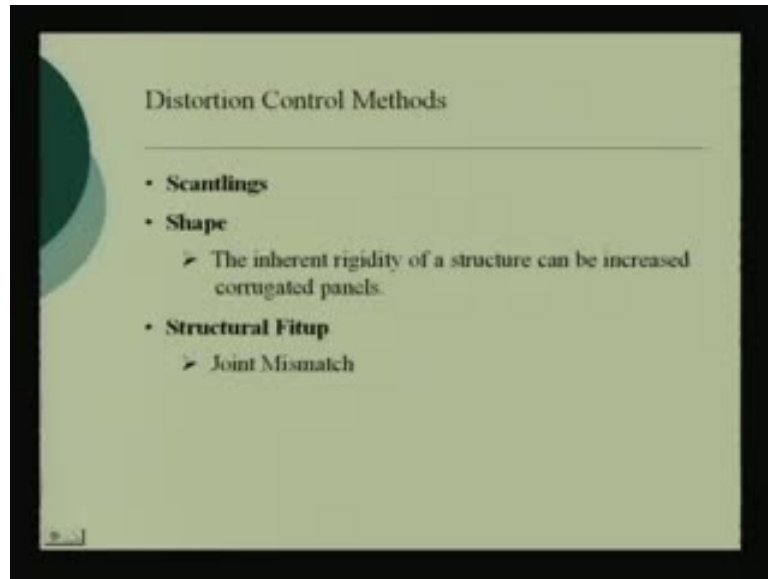 Distortion Control Methods
• Scantlings
• Shape
➢ The inherent rigidity of a structure can be increased
corrugated panels.
• Structural Fitup
➢ Joint Mismatch